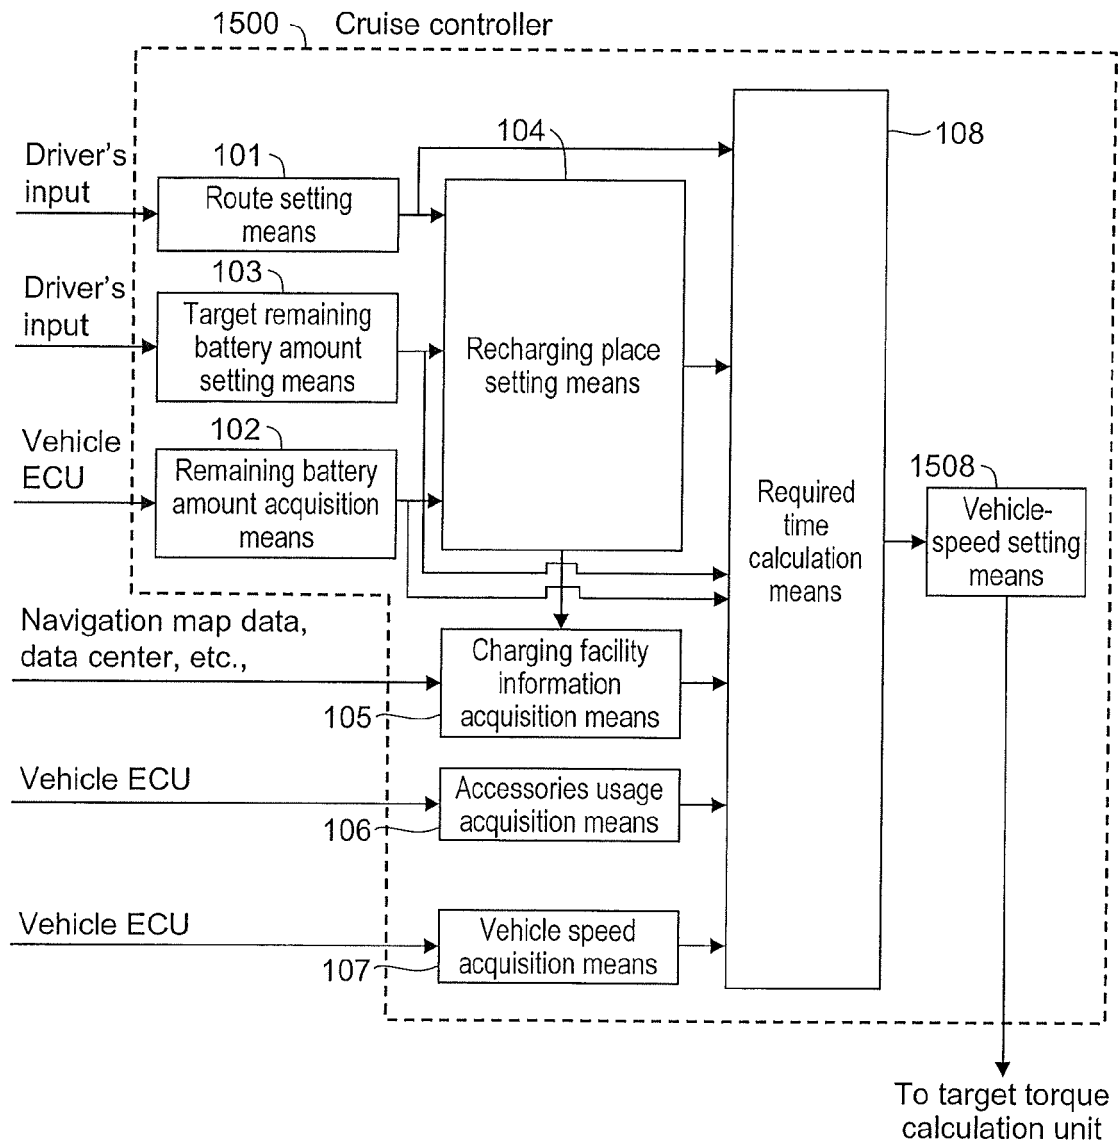 1500 Cruise controller
104
108
Driver's
input
101
Route setting
means
Driver's
input
103
Target remaining
battery amount
setting means
Recharging place
setting means
Vehicle
ECU
102
Remaining battery
amount acquisition
means
Required
time
calculation
means
1508
Vehicle-
speed setting
means
Navigation map data,
data center, etc.,
Charging facility
information
acquisition means
105
Vehicle ECU
Accessories usage
acquisition means
106
Vehicle ECU
Vehicle speed
acquisition means
107
To target torque
calculation unit